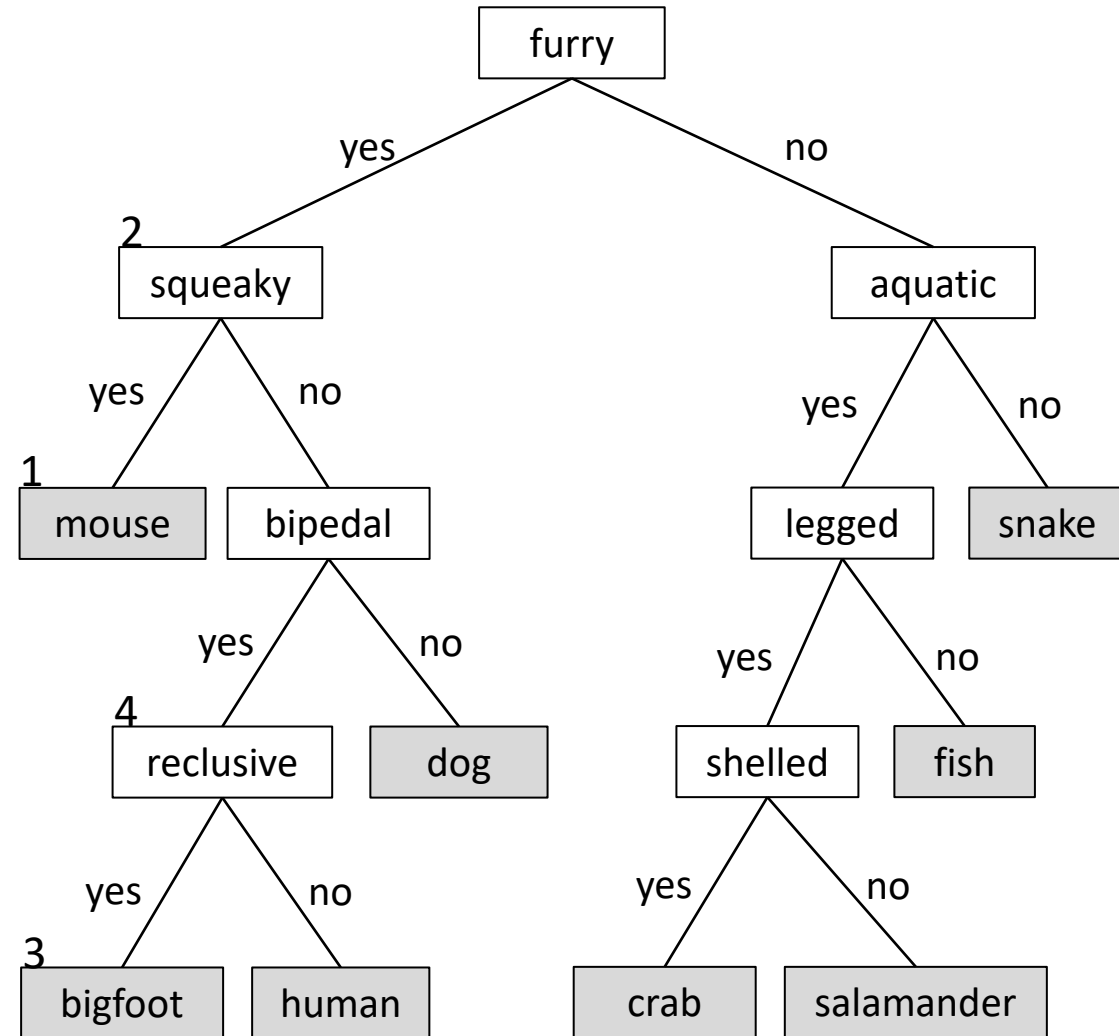 furry
yes no
2
squeaky aquatic
yes no yes no
1
mouse bipedal legged snake
yes no yes no
4
reclusive dog shelled fish
yes no yes no
3
bigfoot human crab salamander